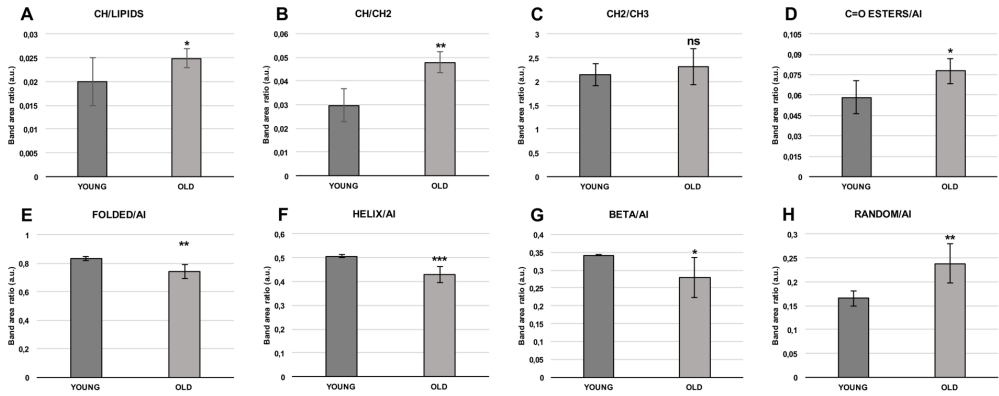 A
CH/LIPIDS
Band area ratio (a.u.)
0,03
0,025
0,02
0,015
0,01
0,005
0
*
YOUNG
OLD
B
CH/CH2
Band area ratio (a.u.)
0,06
0,05
0,04
0,03
0,02
0,01
0
**
YOUNG
OLD
C
CH2/CH3
Band area ratio (a.u.)
3
2,5
2
1,5
1
0,5
0
ns
YOUNG
OLD
D
C=O ESTERS/AI
Band area ratio (a.u.)
0,105
0,09
0,075
0,06
0,045
0,03
0,015
0
*
YOUNG
OLD
E
FOLDED/AI
Band area ratio (a.u.)
1
0,8
0,6
0,4
0,2
0
**
YOUNG
OLD
F
HELIX/AI
Band area ratio (a.u.)
0,6
0,5
0,4
0,3
0,2
0,1
0
***
YOUNG
OLD
G
BETA/AI
Band area ratio (a.u.)
0,4
0,35
0,3
0,25
0,2
0,15
0,1
0,05
0
*
YOUNG
OLD
H
RANDOM/AI
Band area ratio (a.u.)
0,3
0,25
0,2
0,15
0,1
0,05
0
**
YOUNG
OLD